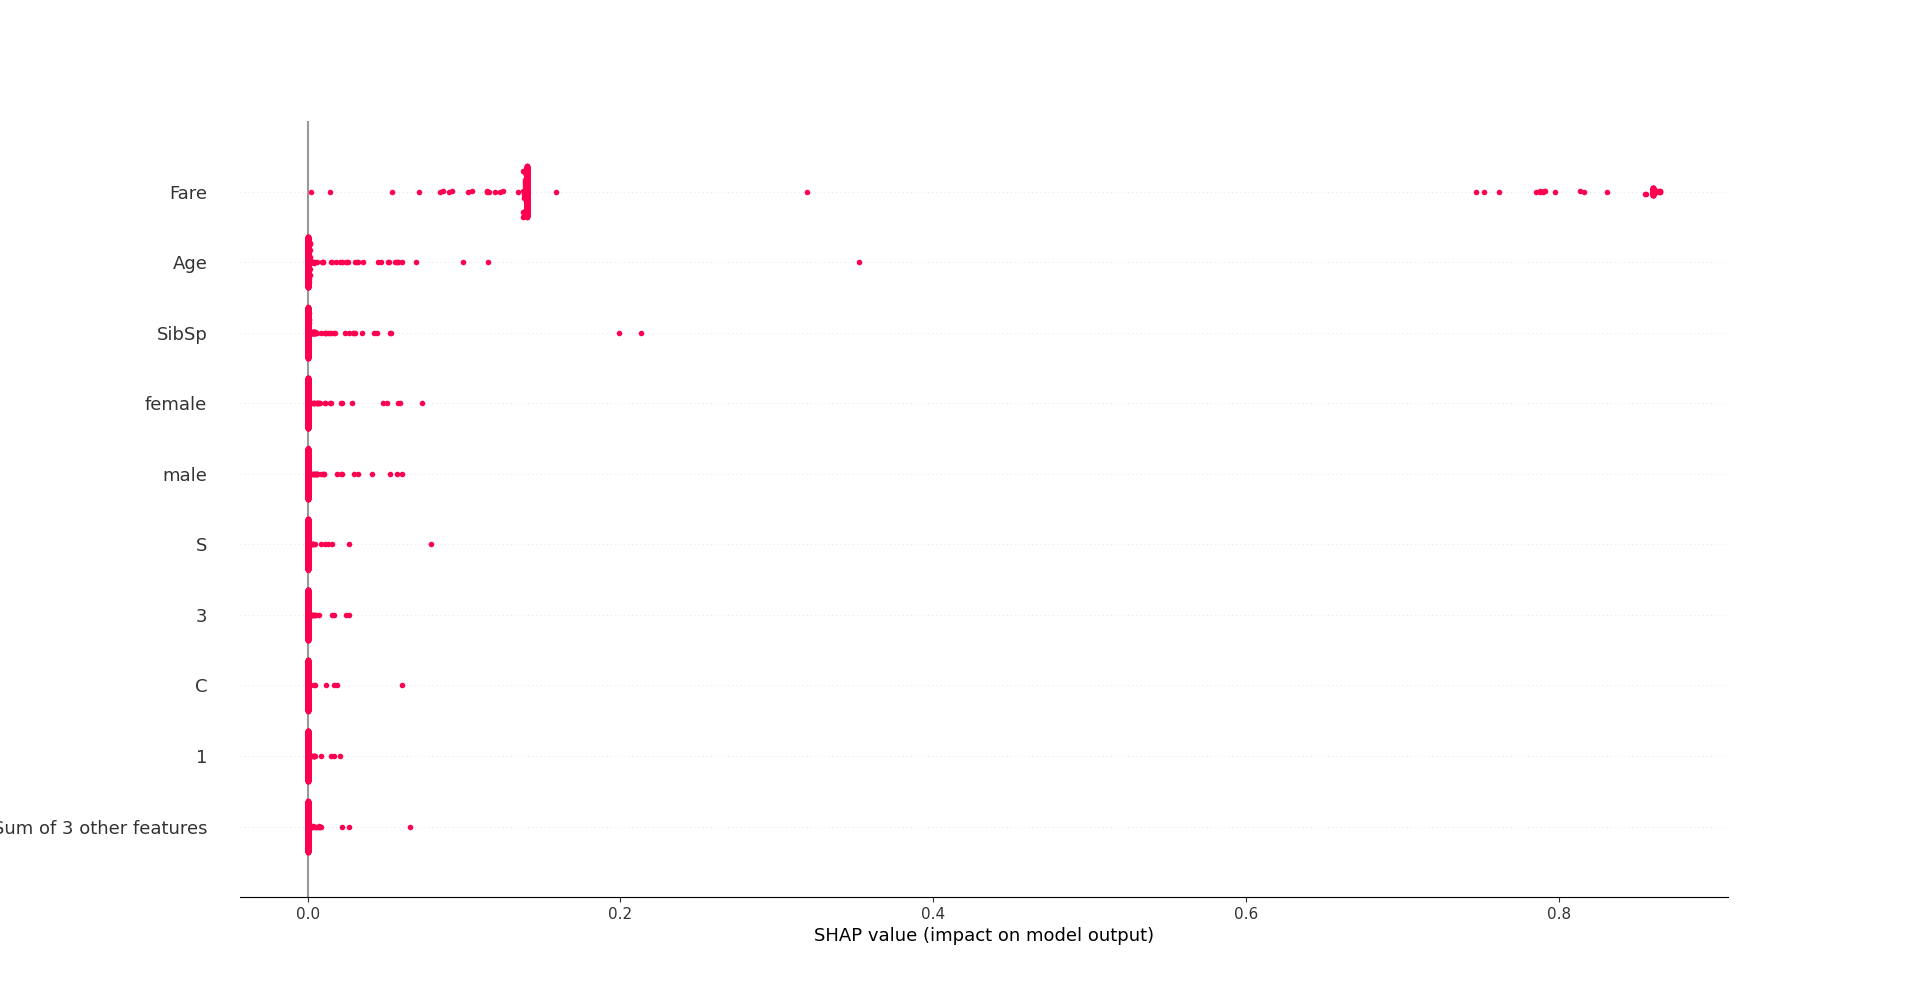 Fare
Age
SibSp
female
male
S
3
C
1
Sum of 3 other features
0.0 0.2 0.4 0.6 0.8
SHAP value (impact on model output)